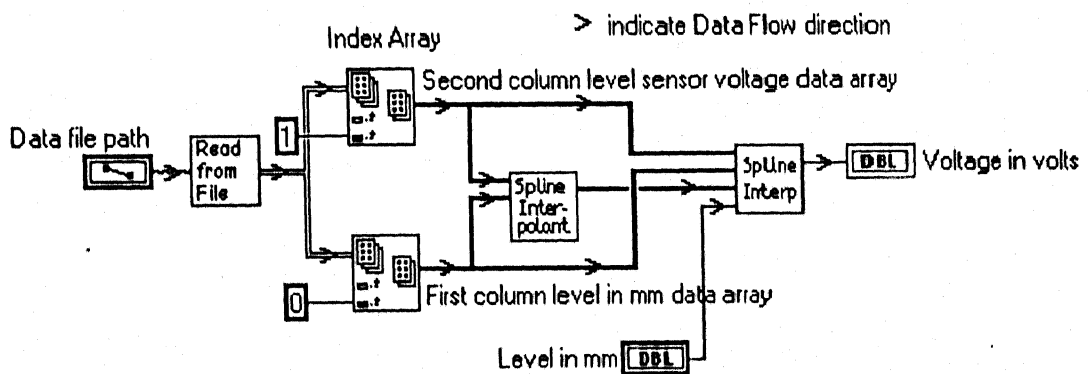 > indicate Data Flow direction
Index Array
Second column level sensor voltage data array
Data file path
1
Read
from
File
Spline
Inter-
polant
Spline
Interp
DBL
Voltage in volts
0
First column level in mm data array
Level in mm
DBL